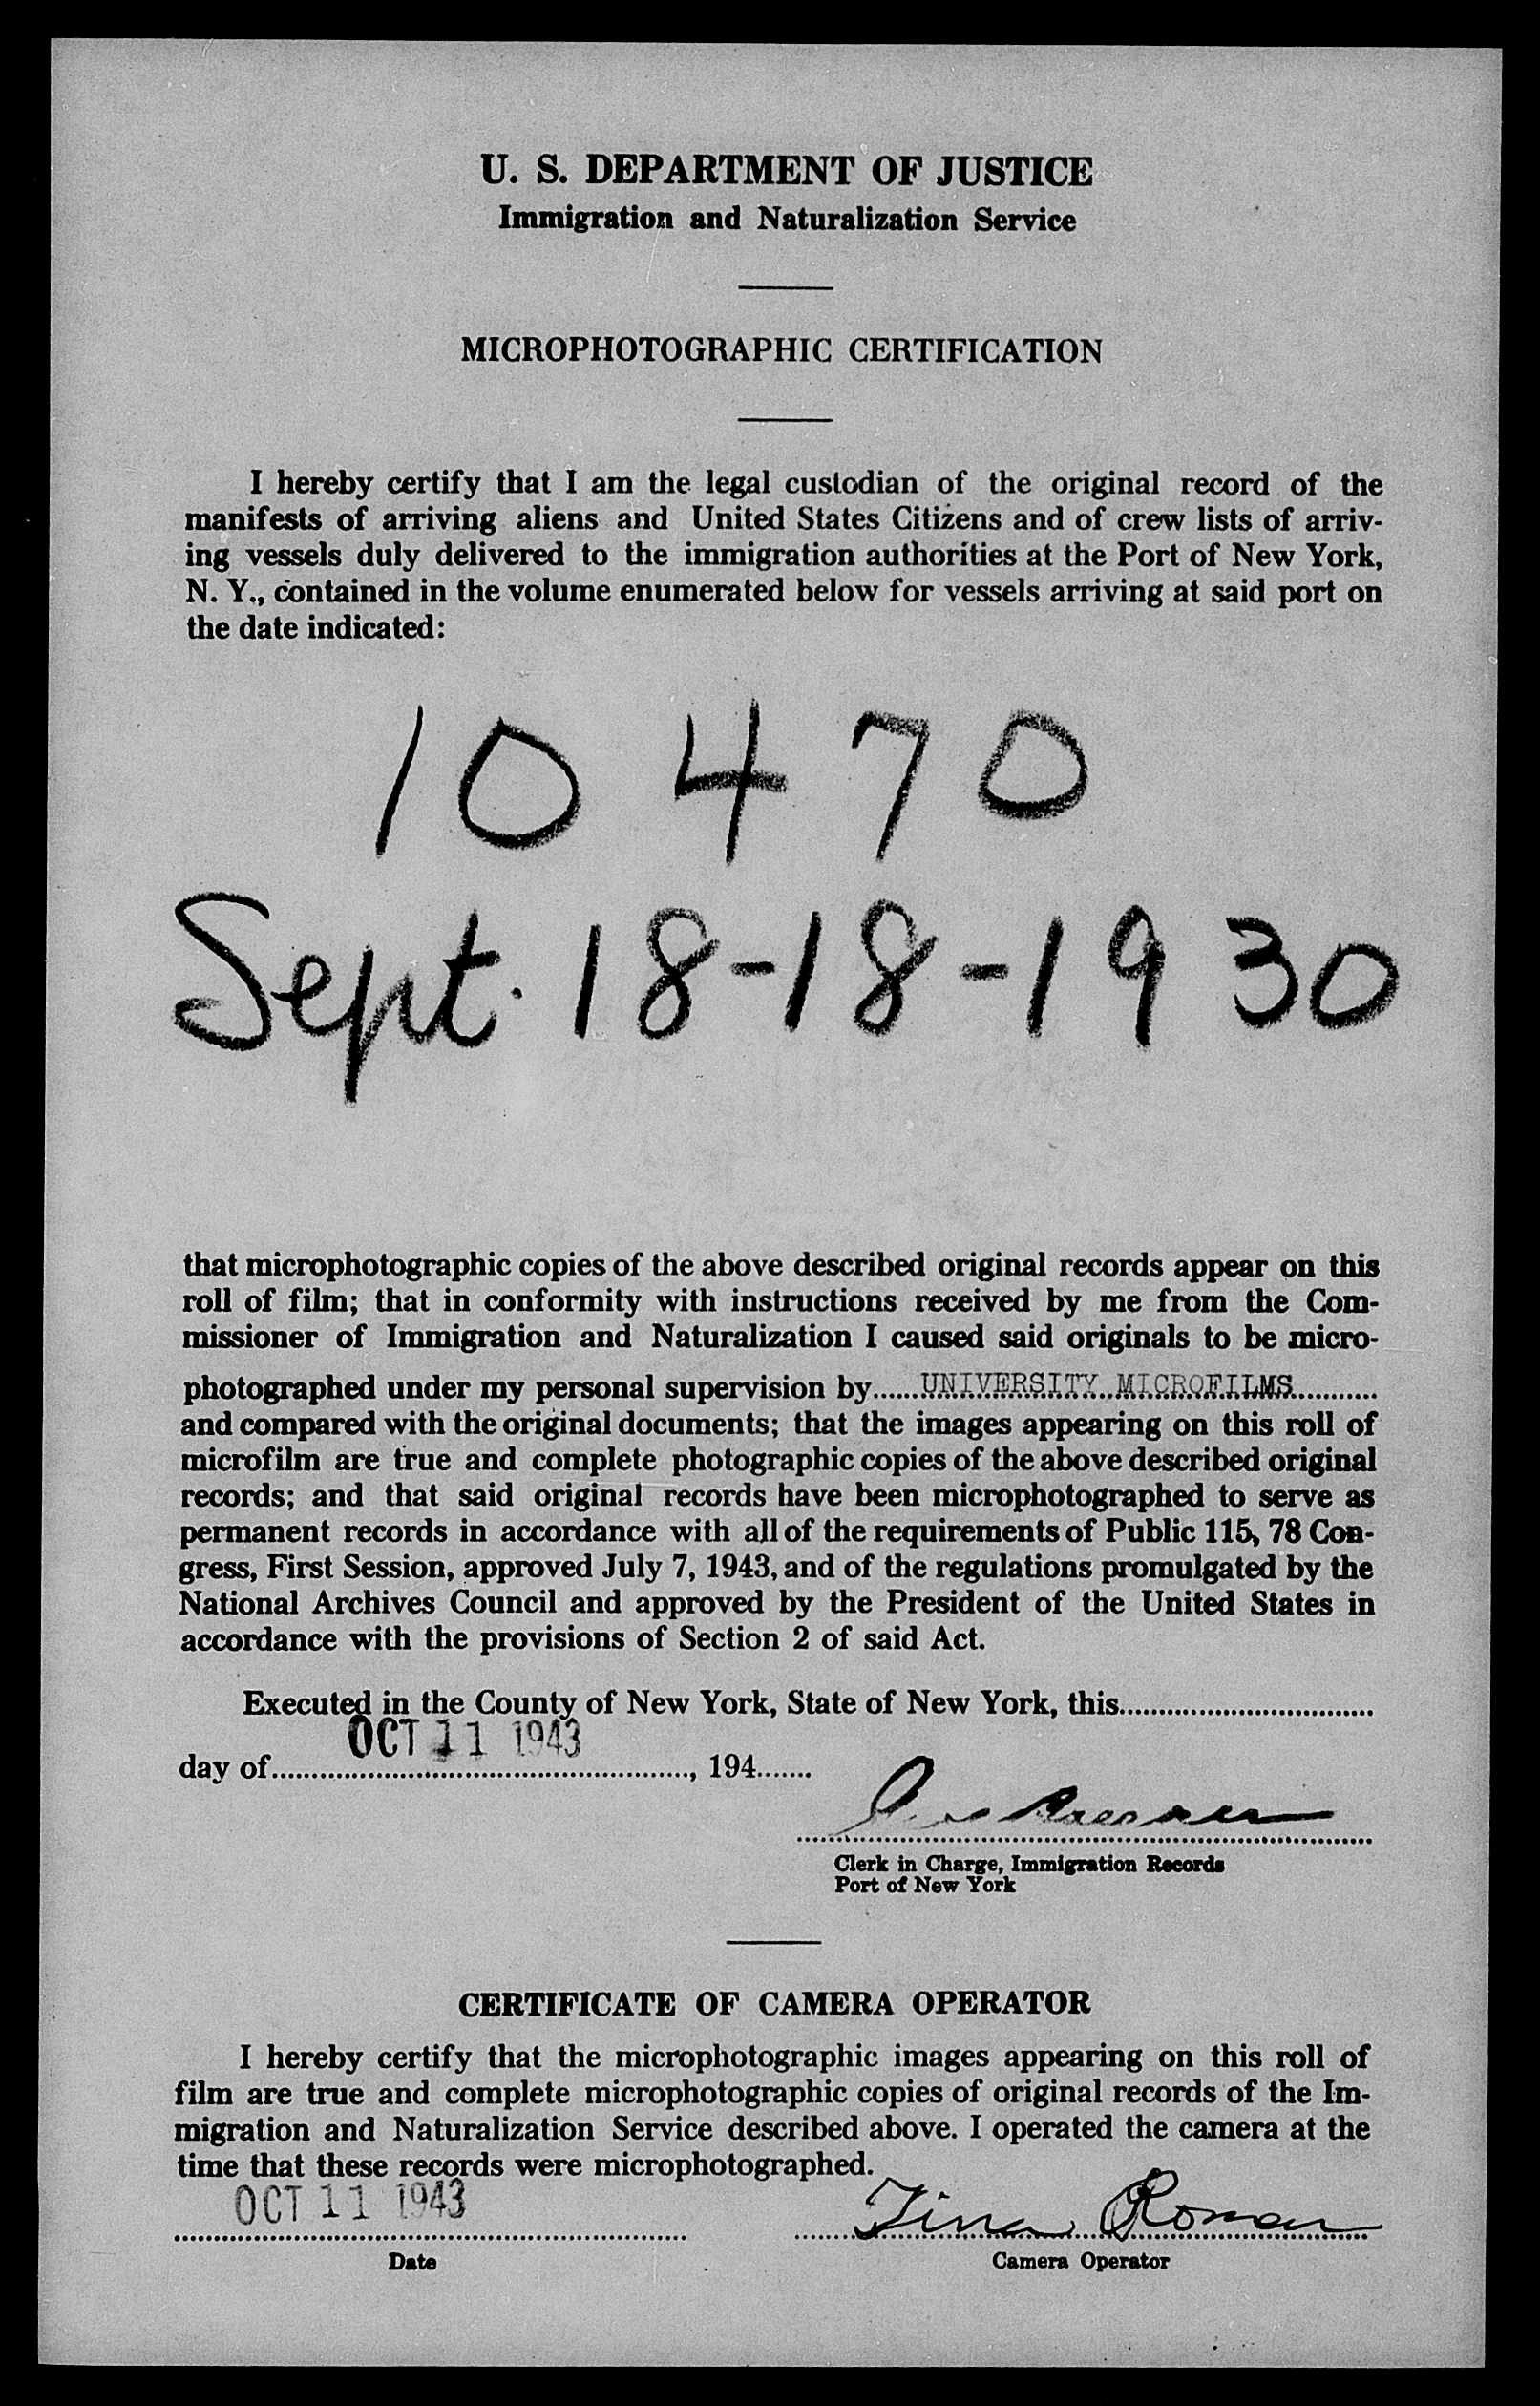 U. S. DEPARTMENT OF JUSTICE
Immigration and Naturalization Service
MICROPHOTOGRAPHIC CERTIFICATION
I hereby certify that I am the legal custodian of the original record of the
manifests of arriving aliens and United States Citizens and of crew lists of arriv-
ing vessels duly delivered to the immigration authorities at the Port of New York,
N. Y., contained in the volume enumerated below for vessels arriving at said port on
the date indicated:
10470
Sept. 18-18-1930
that microphotographic copies of the above described original records appear on this
roll of film; that in conformity with instructions received by me from the Com-
missioner of Immigration and Naturalization I caused said originals to be micro-
photographed under my personal supervision by......UNIVERSITY MICROFILMS...........
and compared with the original documents; that the images appearing on this roll of
microfilm are true and complete photographic copies of the above described original
records; and that said original records have been microphotographed to serve as
permanent records in accordance with all of the requirements of Public 115, 78 Con-
gress, First Session, approved July 7, 1943, and of the regulations promulgated by the
National Archives Council and approved by the President of the United States in
accordance with the provisions of Section 2 of said Act.
Executed in the County of New York, State of New York, this................................
OCT 11 1943
day of...................................................., 194.......
Clerk in Charge, Immigration Records
Port of New York
CERTIFICATE OF CAMERA OPERATOR
I hereby certify that the microphotographic images appearing on this roll of
film are true and complete microphotographic copies of original records of the Im-
migration and Naturalization Service described above. I operated the camera at the
time that these records were microphotographed.
OCT 11 1943 Tina Roman
Date Camera Operator